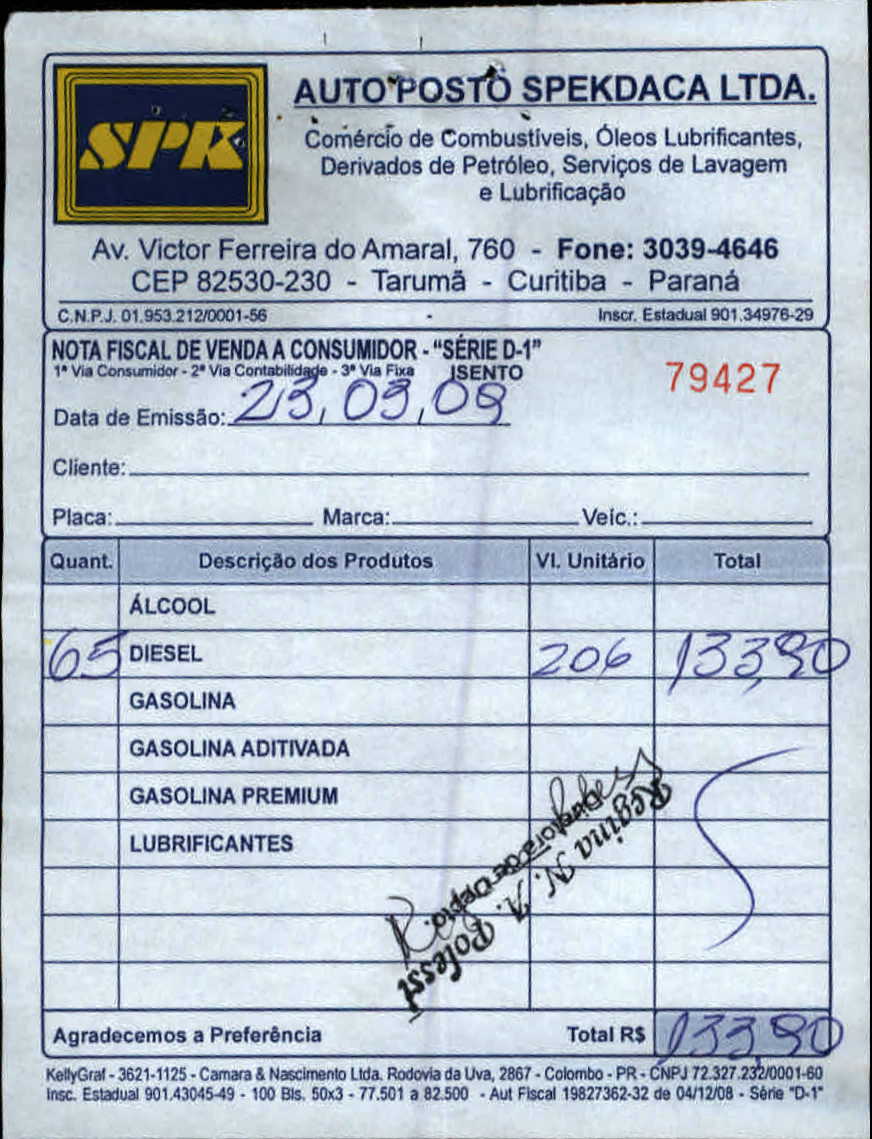 SPK
AUTO POSTO SPEKDACA LTDA.
Comércio de Combustíveis, Óleos Lubrificantes,
Derivados de Petróleo, Serviços de Lavagem
e Lubrificação
Av. Victor Ferreira do Amaral, 760 - Fone: 3039-4646
CEP 82530-230 - Tarumã - Curitiba - Paraná
C.N.P.J. 01.953.212/0001-56 - Inscr. Estadual 901.34976-29
NOTA FISCAL DE VENDA A CONSUMIDOR - "SÉRIE D-1"
1ª Via Consumidor - 2ª Via Contabilidade - 3ª Via Fixa ISENTO
79427
Data de Emissão: 23,03,09
Cliente:
Placa: Marca: Veic.:
Quant. Descrição dos Produtos Vl. Unitário Total
ÁLCOOL
65 DIESEL 206 133,90
GASOLINA
GASOLINA ADITIVADA
GASOLINA PREMIUM
LUBRIFICANTES
Regina N. A. Polessi
Diretora de Depto.
Agradecemos a Preferência Total R$ 133,90
KellyGraf - 3621-1125 - Camara & Nascimento Ltda. Rodovia da Uva, 2867 - Colombo - PR - CNPJ 72.327.232/0001-60
Insc. Estadual 901.43045-49 - 100 Bls. 50x3 - 77.501 a 82.500 - Aut Fiscal 19827362-32 de 04/12/08 - Série "D-1"